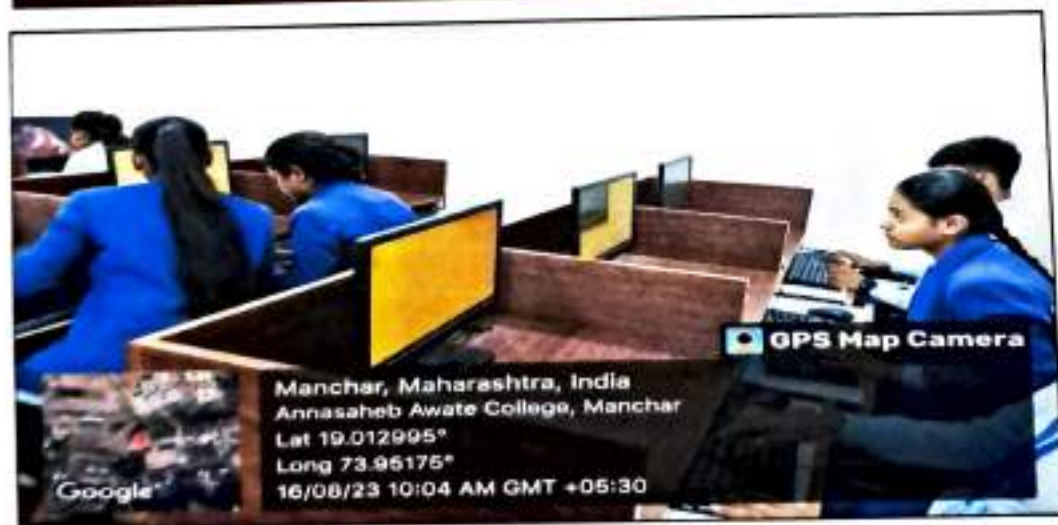 GPS Map Camera
Manchar, Maharashtra, India
Annasaheb Awate College, Manchar
Lat 19.012995°
Long 73.95175°
16/08/23 10:04 AM GMT +05:30
Google